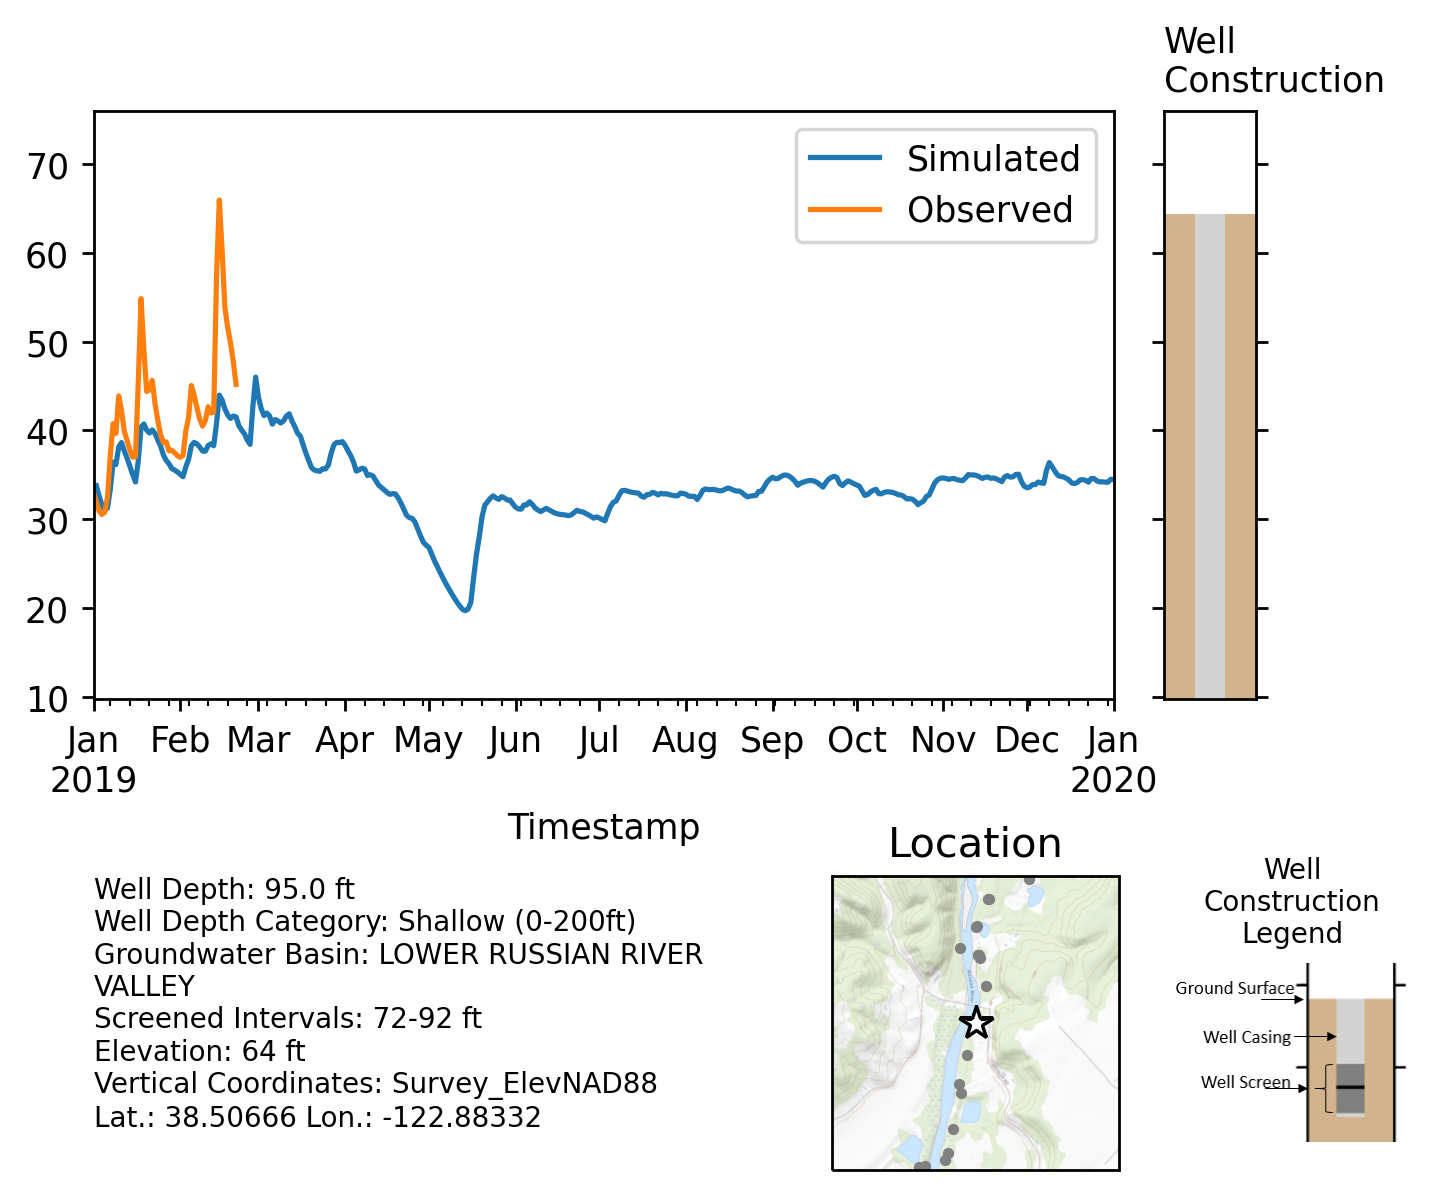 Well
Construction
Simulated
Observed
70
60
50
40
30
20
10
Jan Feb Mar Apr May Jun Jul Aug Sep Oct Nov Dec Jan
2019 2020
Timestamp
Well Depth: 95.0 ft
Well Depth Category: Shallow (0-200ft)
Groundwater Basin: LOWER RUSSIAN RIVER
VALLEY
Screened Intervals: 72-92 ft
Elevation: 64 ft
Vertical Coordinates: Survey_ElevNAD88
Lat.: 38.50666 Lon.: -122.88332
Location
Well
Construction
Legend
Ground Surface
Well Casing
Well Screen